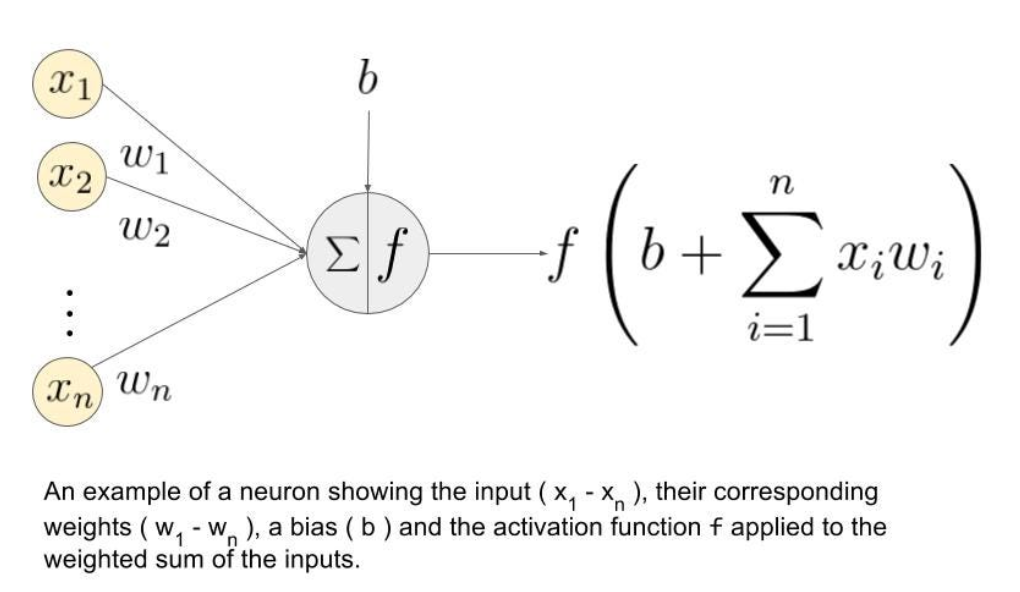 x₁
b
w₁
x₂
w₂
⋮
Σ f
f ( b + ∑ᵢ₌₁ⁿ xᵢwᵢ )
xₙ
wₙ
An example of a neuron showing the input ( x₁ - xₙ ), their corresponding
weights ( w₁ - wₙ ), a bias ( b ) and the activation function f applied to the
weighted sum of the inputs.